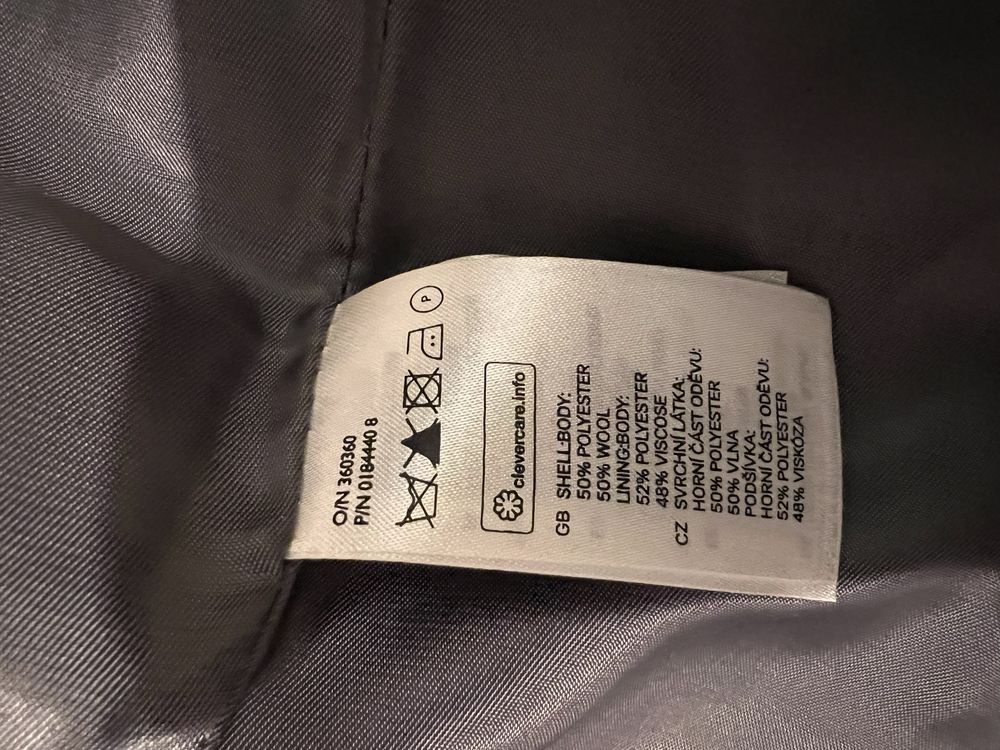 O/N 360360
P/N 0184440 8
P
clevercare.info
GB SHELL:BODY:
50% POLYESTER
50% WOOL
LINING:BODY:
52% POLYESTER
48% VISCOSE
CZ SVRCHNÍ LÁTKA:
HORNÍ ČÁST ODĚVU:
50% POLYESTER
50% VLNA
PODŠÍVKA:
HORNÍ ČÁST ODĚVU:
52% POLYESTER
48% VISKÓZA